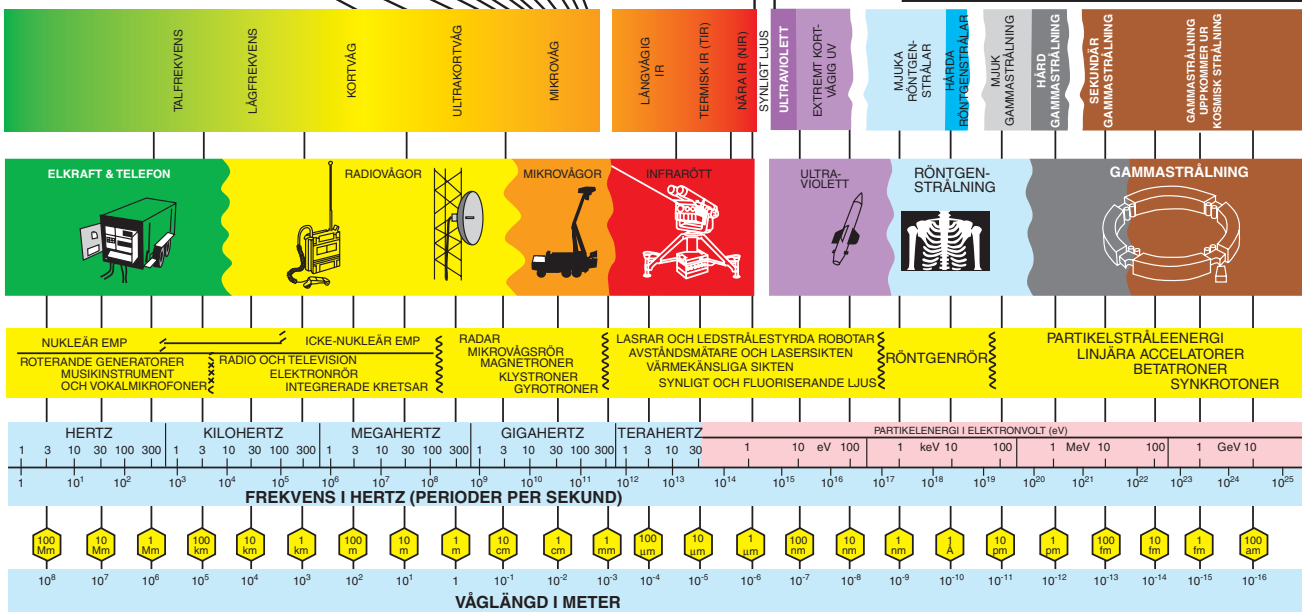 TALFREKVENS
LÅGFREKVENS
KORTVÅG
ULTRAKORTVÅG
MIKROVÅG
LÅNGVÅGIG
IR
TERMISK IR (TIR)
NÄRA IR (NIR)
SYNLIGT LJUS
ULTRAVIOLETT
EXTREMT KORT-
VÅGIG UV
MJUKA
RÖNTGEN-
STRÅLAR
HÅRDA
RÖNTGENSTRÅLAR
MJUK
GAMMASTRÅLNING
HÅRD
GAMMASTRÅLNING
SEKUNDÄR
GAMMASTRÅLNING
GAMMASTRÅLNING
UPPKOMMER UR
KOSMISK STRÅLNING
ELKRAFT & TELEFON
RADIOVÅGOR
MIKROVÅGOR
INFRARÖTT
ULTRA-
VIOLETT
RÖNTGEN-
STRÅLNING
GAMMASTRÅLNING
NUKLEÄR EMP
ICKE-NUKLEÄR EMP
ROTERANDE GENERATORER
MUSIKINSTRUMENT
OCH VOKALMIKROFONER
RADIO OCH TELEVISION
ELEKTRONRÖR
INTEGRERADE KRETSAR
RADAR
MIKROVÅGSRÖR
MAGNETRONER
KLYSTRONER
GYROTRONER
LASRAR OCH LEDSTRÅLESTYRDA ROBOTAR
AVSTÅNDSMÄTARE OCH LASERSIKTEN
VÄRMEKÄNSLIGA SIKTEN
SYNLIGT OCH FLUORISERANDE LJUS
RÖNTGENRÖR
PARTIKELSTRÅLEENERGI
LINJÄRA ACCELATORER
BETATRONER
SYNKROTONER
HERTZ KILOHERTZ MEGAHERTZ GIGAHERTZ TERAHERTZ PARTIKELENERGI I ELEKTRONVOLT (eV)
1 3 10 30 100 300 1 3 10 30 100 300 1 3 10 30 100 300 1 3 10 30 100 300 1 3 10 30 1 10 eV 100 1 keV 10 100 1 MeV 10 100 1 GeV 10
1 10¹ 10² 10³ 10⁴ 10⁵ 10⁶ 10⁷ 10⁸ 10⁹ 10¹⁰ 10¹¹ 10¹² 10¹³ 10¹⁴ 10¹⁵ 10¹⁶ 10¹⁷ 10¹⁸ 10¹⁹ 10²⁰ 10²¹ 10²² 10²³ 10²⁴ 10²⁵
FREKVENS I HERTZ (PERIODER PER SEKUND)
100 Mm
10 Mm
1 Mm
100 km
10 km
1 km
100 m
10 m
1 m
10 cm
1 cm
1 mm
100 µm
10 µm
1 µm
100 nm
10 nm
1 nm
1 Å
10 pm
1 pm
100 fm
10 fm
1 fm
100 am
10⁸ 10⁷ 10⁶ 10⁵ 10⁴ 10³ 10² 10¹ 1 10⁻¹ 10⁻² 10⁻³ 10⁻⁴ 10⁻⁵ 10⁻⁶ 10⁻⁷ 10⁻⁸ 10⁻⁹ 10⁻¹⁰ 10⁻¹¹ 10⁻¹² 10⁻¹³ 10⁻¹⁴ 10⁻¹⁵ 10⁻¹⁶
VÅGLÄNGD I METER